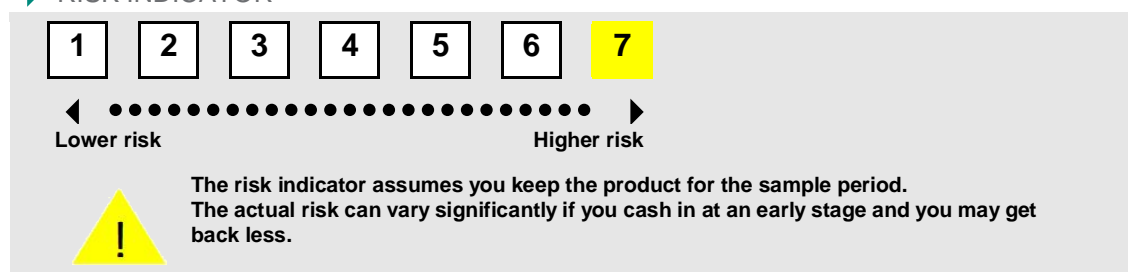 RISK INDICATOR
1 2 3 4 5 6 7
Lower risk Higher risk
The risk indicator assumes you keep the product for the sample period.
The actual risk can vary significantly if you cash in at an early stage and you may get
back less.
!